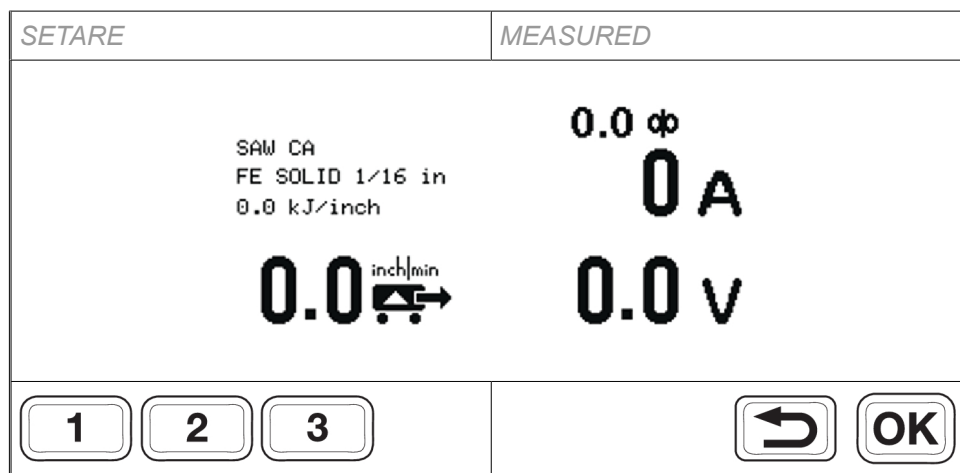 SETARE
MEASURED
SAW CA
FE SOLID 1/16 in
0.0 kJ/inch
0.0 inch|min
0.0
0 A
0.0 V
1 2 3
OK